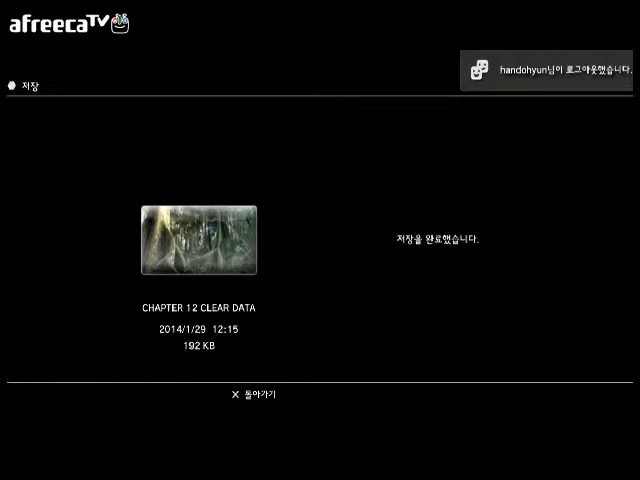 afreecaTV
handohyun님이 로그아웃했습니다.
저장
저장을 완료했습니다.
CHAPTER 12 CLEAR DATA
2014/1/29 12:15
192 KB
X 돌아가기